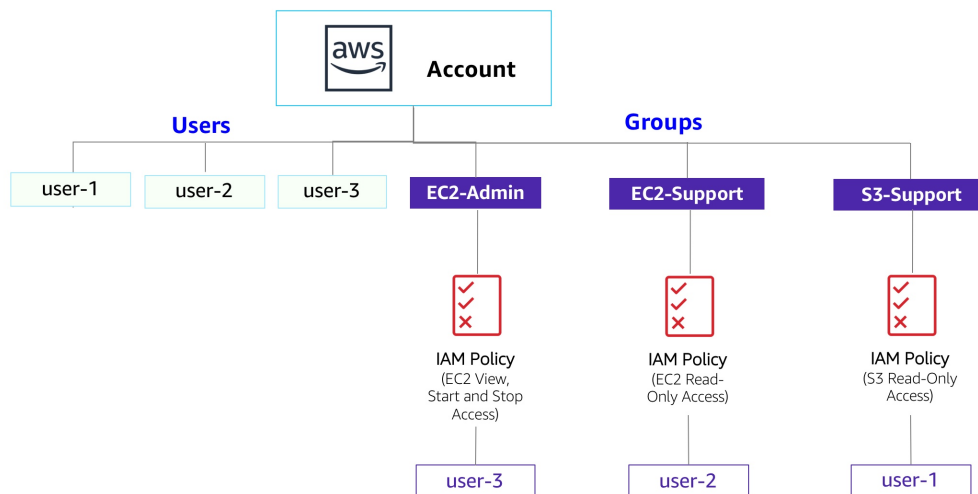 aws
Account
Users
Groups
user-1
user-2
user-3
EC2-Admin
EC2-Support
S3-Support
IAM Policy
(EC2 View,
Start and Stop
Access)
IAM Policy
(EC2 Read-
Only Access)
IAM Policy
(S3 Read-Only
Access)
user-3
user-2
user-1